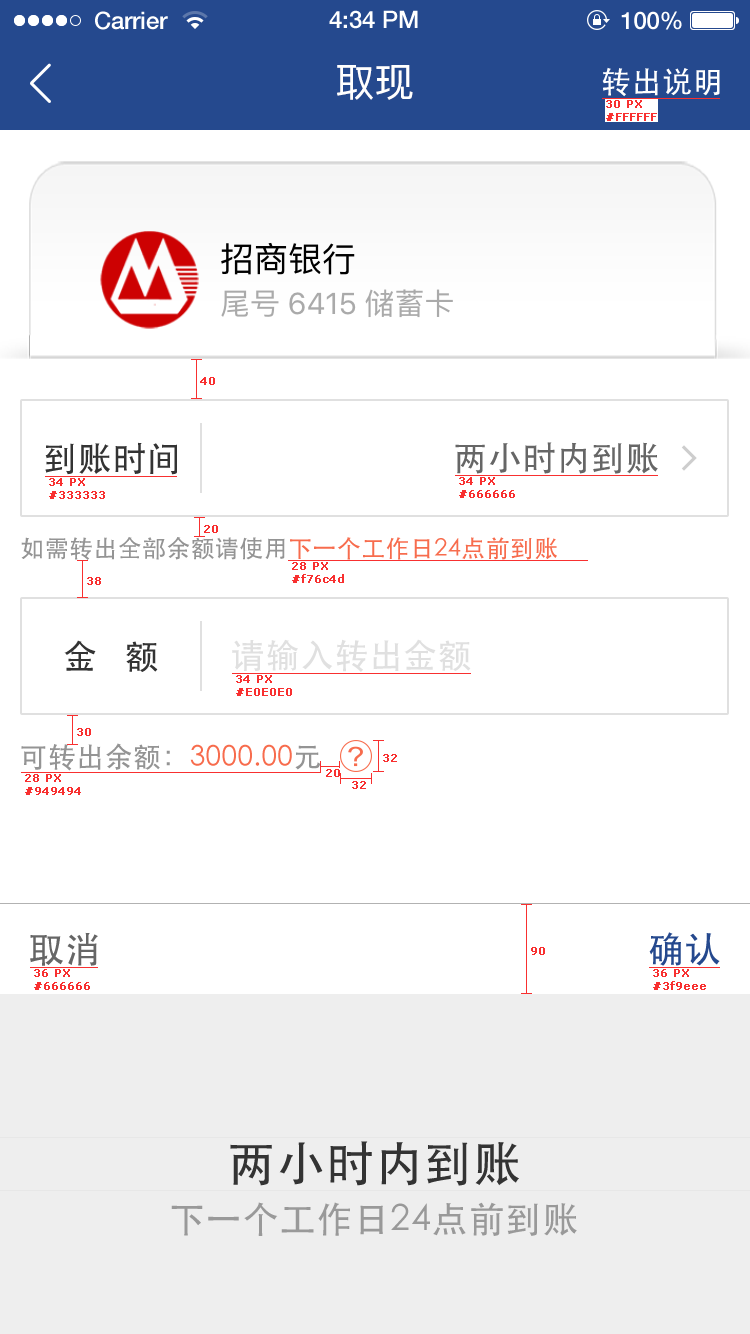 Carrier 4:34 PM 100%
取现 转出说明
30 PX
#FFFFFF
招商银行
尾号 6415 储蓄卡
40
到账时间 两小时内到账
34 PX 34 PX
#333333 #666666
20
如需转出全部余额请使用下一个工作日24点前到账
28 PX
#f76c4d
38
金 额 请输入转出金额
34 PX
#E0E0E0
30
可转出余额：3000.00元 ? 32
20
28 PX 32
#949494
取消 90 确认
36 PX 36 PX
#666666 #3f9eee
两小时内到账
下一个工作日24点前到账